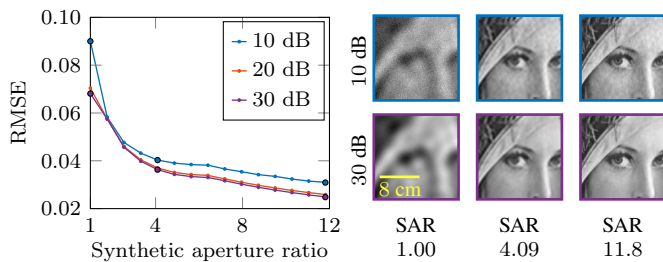 0.10
0.08
0.06
0.04
0.02
RMSE
1
4
8
12
Synthetic aperture ratio
10 dB
20 dB
30 dB
10 dB
30 dB
8 cm
SAR
1.00
SAR
4.09
SAR
11.8